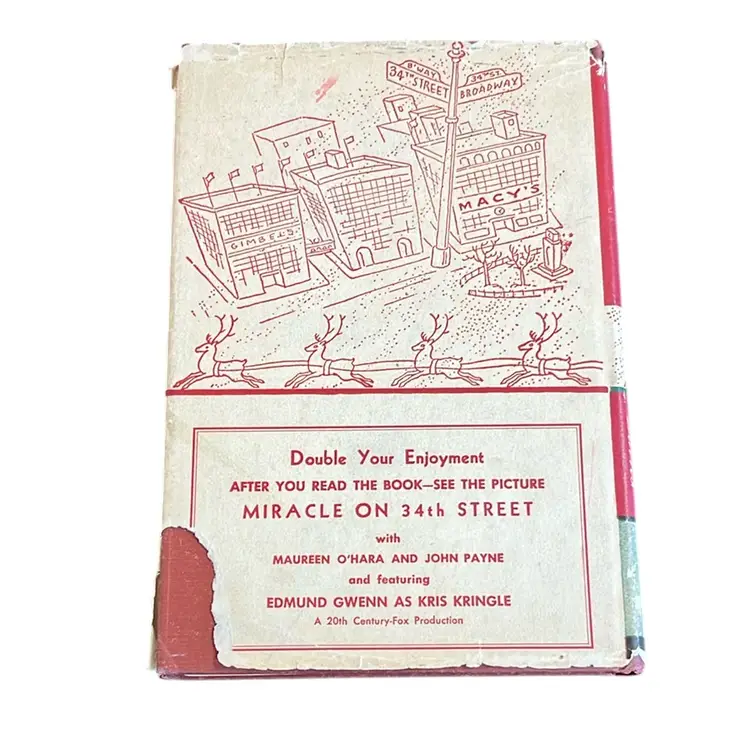 B'WAY
34TH STREET
34TH ST.
BROADWAY
MACY'S
GIMBELS
Double Your Enjoyment
AFTER YOU READ THE BOOK—SEE THE PICTURE
MIRACLE ON 34th STREET
with
MAUREEN O'HARA AND JOHN PAYNE
and featuring
EDMUND GWENN AS KRIS KRINGLE
A 20th Century-Fox Production